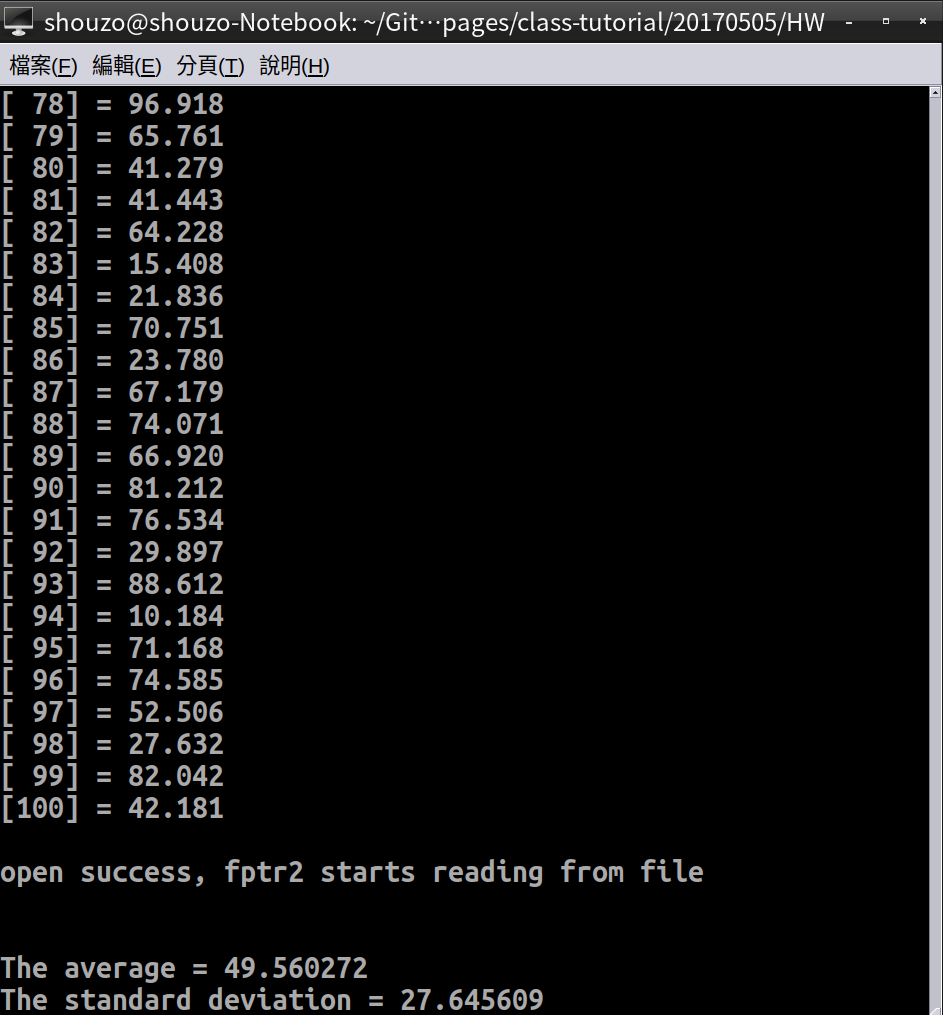 shouzo@shouzo-Notebook: ~/Git…pages/class-tutorial/20170505/HW
檔案(F) 編輯(E) 分頁(T) 說明(H)
[ 78] = 96.918
[ 79] = 65.761
[ 80] = 41.279
[ 81] = 41.443
[ 82] = 64.228
[ 83] = 15.408
[ 84] = 21.836
[ 85] = 70.751
[ 86] = 23.780
[ 87] = 67.179
[ 88] = 74.071
[ 89] = 66.920
[ 90] = 81.212
[ 91] = 76.534
[ 92] = 29.897
[ 93] = 88.612
[ 94] = 10.184
[ 95] = 71.168
[ 96] = 74.585
[ 97] = 52.506
[ 98] = 27.632
[ 99] = 82.042
[100] = 42.181
open success, fptr2 starts reading from file
The average = 49.560272
The standard deviation = 27.645609